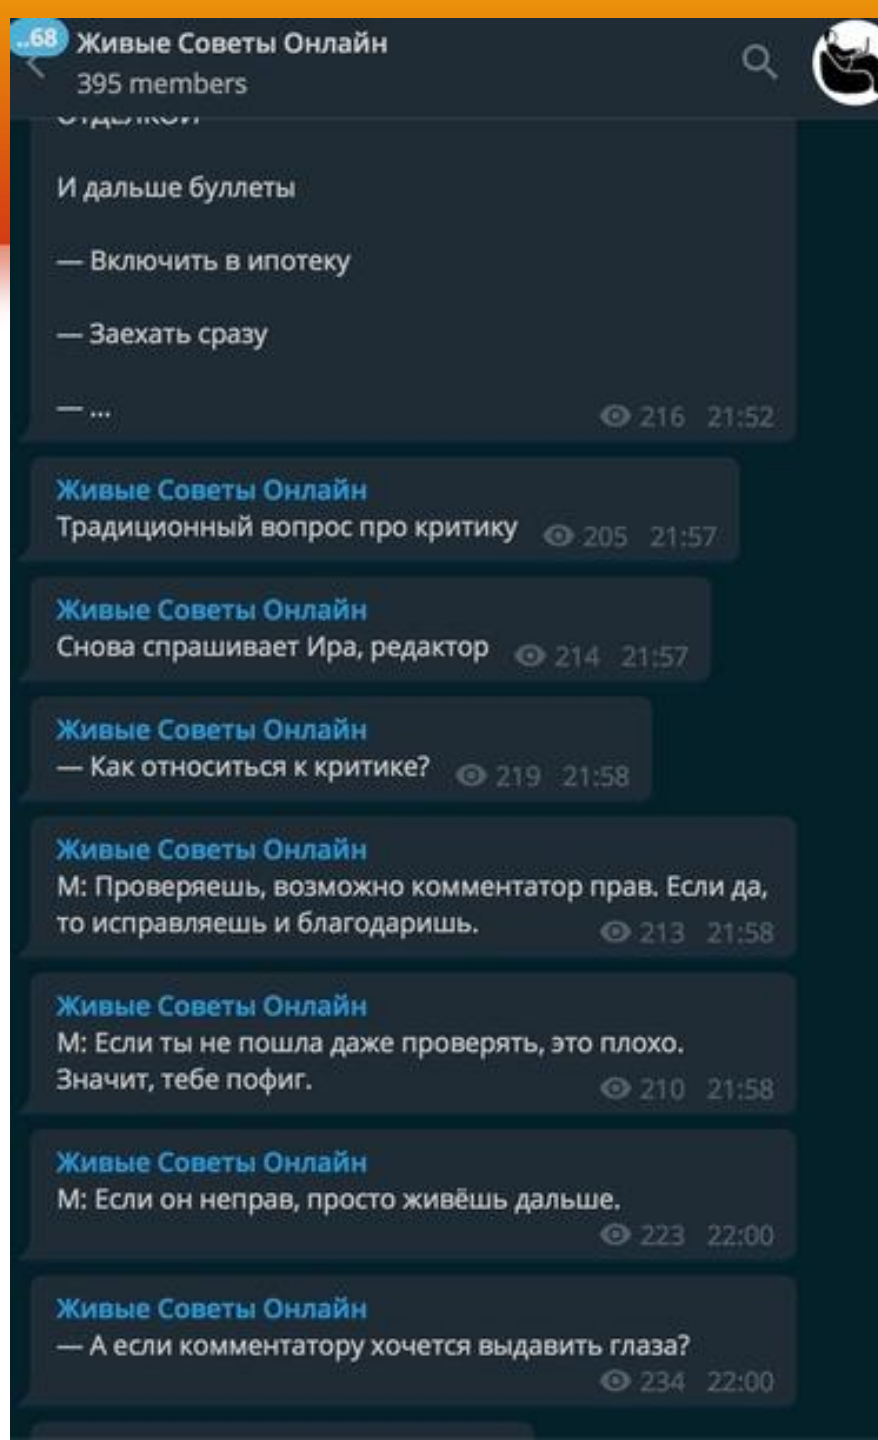 ..68
Живые Советы Онлайн
395 members
И дальше буллеты
— Включить в ипотеку
— Заехать сразу
— ...
216 21:52
Живые Советы Онлайн
Традиционный вопрос про критику 205 21:57
Живые Советы Онлайн
Снова спрашивает Ира, редактор 214 21:57
Живые Советы Онлайн
— Как относиться к критике? 219 21:58
Живые Советы Онлайн
М: Проверяешь, возможно комментатор прав. Если да,
то исправляешь и благодаришь. 213 21:58
Живые Советы Онлайн
М: Если ты не пошла даже проверять, это плохо.
Значит, тебе пофиг. 210 21:58
Живые Советы Онлайн
М: Если он неправ, просто живёшь дальше.
223 22:00
Живые Советы Онлайн
— А если комментатору хочется выдавить глаза?
234 22:00